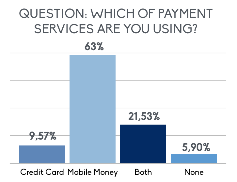 QUESTION: WHICH OF PAYMENT
SERVICES ARE YOU USING?
63%
21,53%
9.57%
5,90%
Credit Card Mobile Money Both None